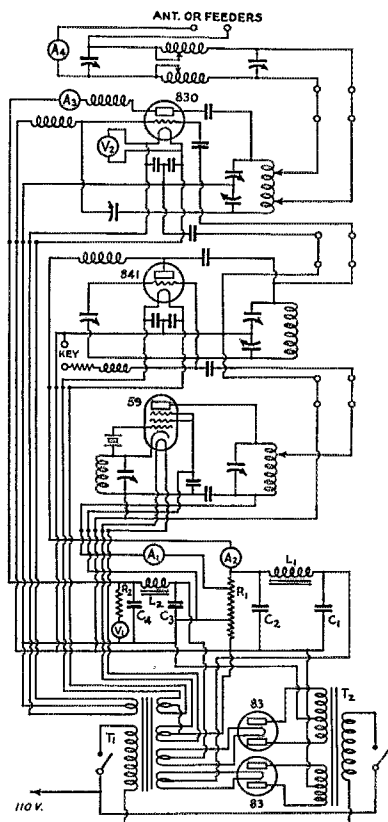 ANT. OR FEEDERS
A4
A3
830
V2
841
KEY
59
A1
A2
L1
R2
L2
R1
C4
C3
C2
C1
V1
T1
T2
83
83
110 V.